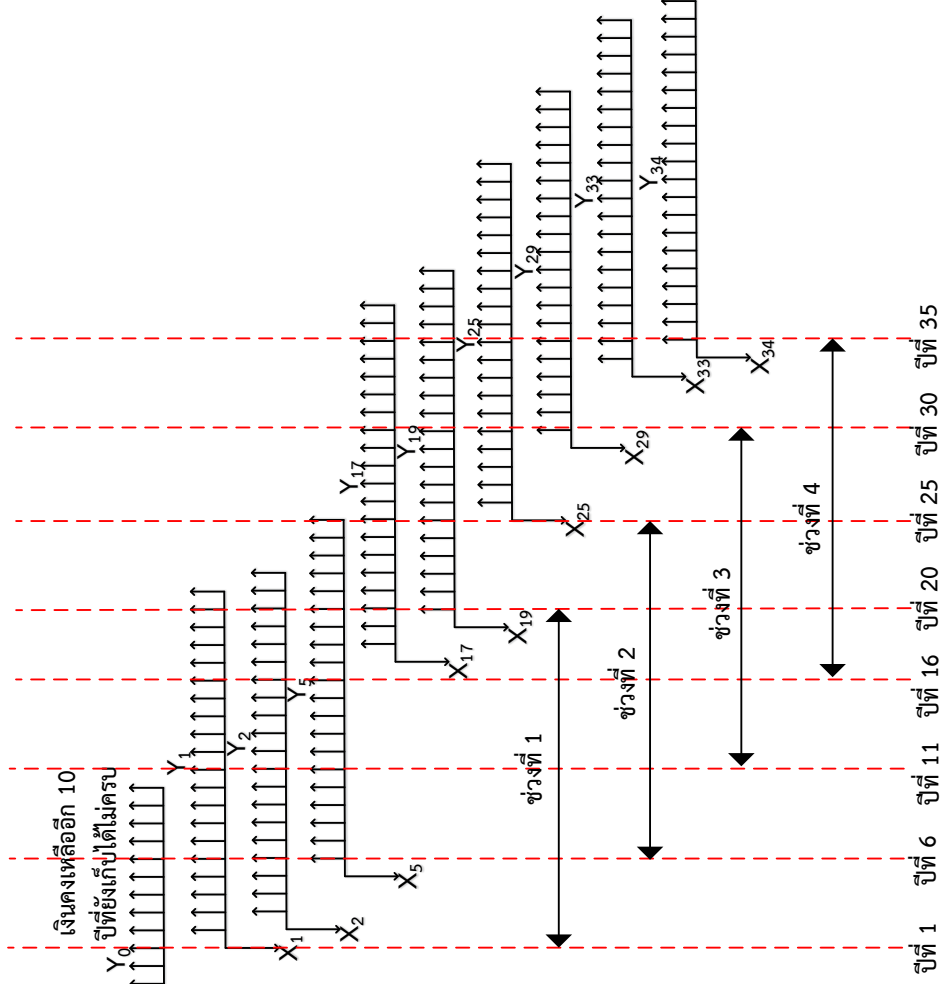 เงินคงเหลืออีก 10
ปีที่ยังเก็บได้ไม่ครบ
Y0
Y1
Y2
Y5
Y17
Y19
Y25
Y29
Y33
Y34
X1
X2
X5
X17
X19
X25
X29
X33
X34
ช่วงที่ 1
ช่วงที่ 2
ช่วงที่ 3
ช่วงที่ 4
ปีที่ 1
ปีที่ 6
ปีที่ 11
ปีที่ 16
ปีที่ 20
ปีที่ 25
ปีที่ 30
ปีที่ 35